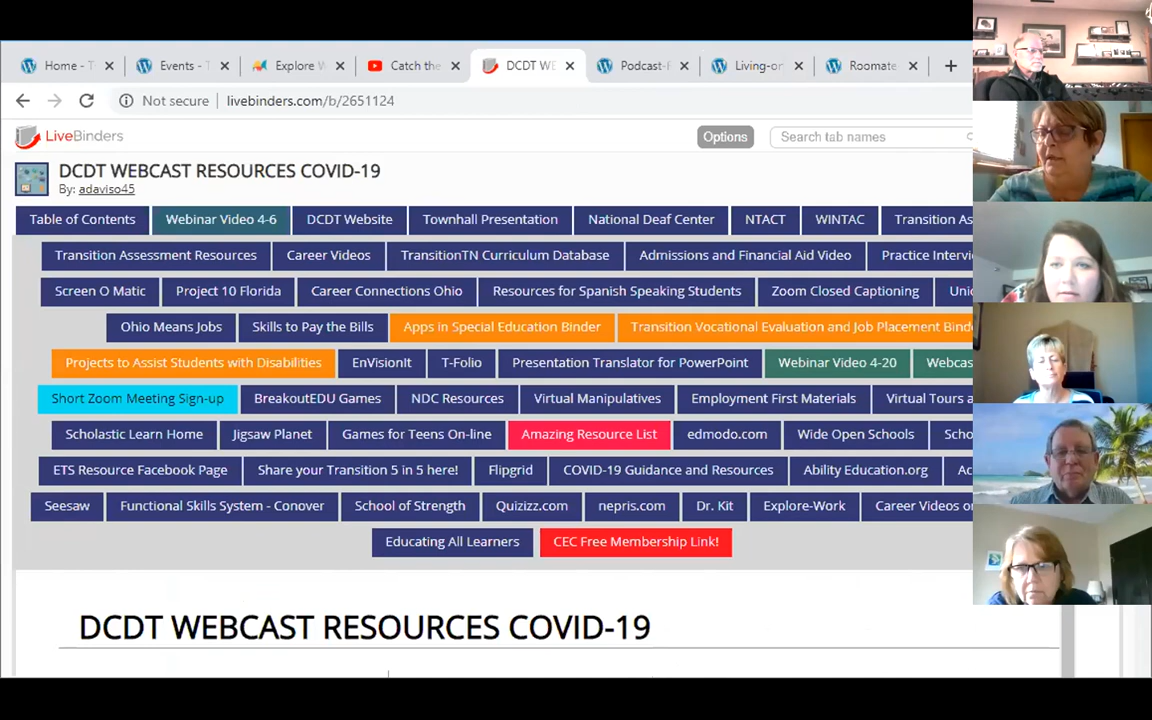 Home - T Events - T Explore W Catch the DCDT WE Podcast-F Living-or Roomate
Not secure livebinders.com/b/2651124
LiveBinders Options Search tab names
DCDT WEBCAST RESOURCES COVID-19
By: adaviso45
Table of Contents Webinar Video 4-6 DCDT Website Townhall Presentation National Deaf Center NTACT WINTAC Transition As
Transition Assessment Resources Career Videos TransitionTN Curriculum Database Admissions and Financial Aid Video Practice Intervi
Screen O Matic Project 10 Florida Career Connections Ohio Resources for Spanish Speaking Students Zoom Closed Captioning Uni
Ohio Means Jobs Skills to Pay the Bills Apps in Special Education Binder Transition Vocational Evaluation and Job Placement Binde
Projects to Assist Students with Disabilities EnVisionIt T-Folio Presentation Translator for PowerPoint Webinar Video 4-20 Webcas
Short Zoom Meeting Sign-up BreakoutEDU Games NDC Resources Virtual Manipulatives Employment First Materials Virtual Tours a
Scholastic Learn Home Jigsaw Planet Games for Teens On-line Amazing Resource List edmodo.com Wide Open Schools Scho
ETS Resource Facebook Page Share your Transition 5 in 5 here! Flipgrid COVID-19 Guidance and Resources Ability Education.org Ac
Seesaw Functional Skills System - Conover School of Strength Quizizz.com nepris.com Dr. Kit Explore-Work Career Videos on
Educating All Learners CEC Free Membership Link!
DCDT WEBCAST RESOURCES COVID-19